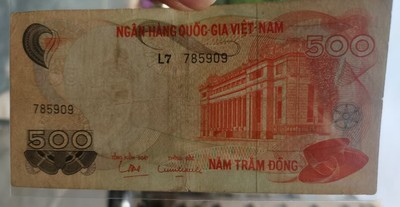 NGÂN-HÀNG QUỐC-GIA VIỆT-NAM
500
L7 785909
785909
500
NĂM TRĂM ĐỒNG